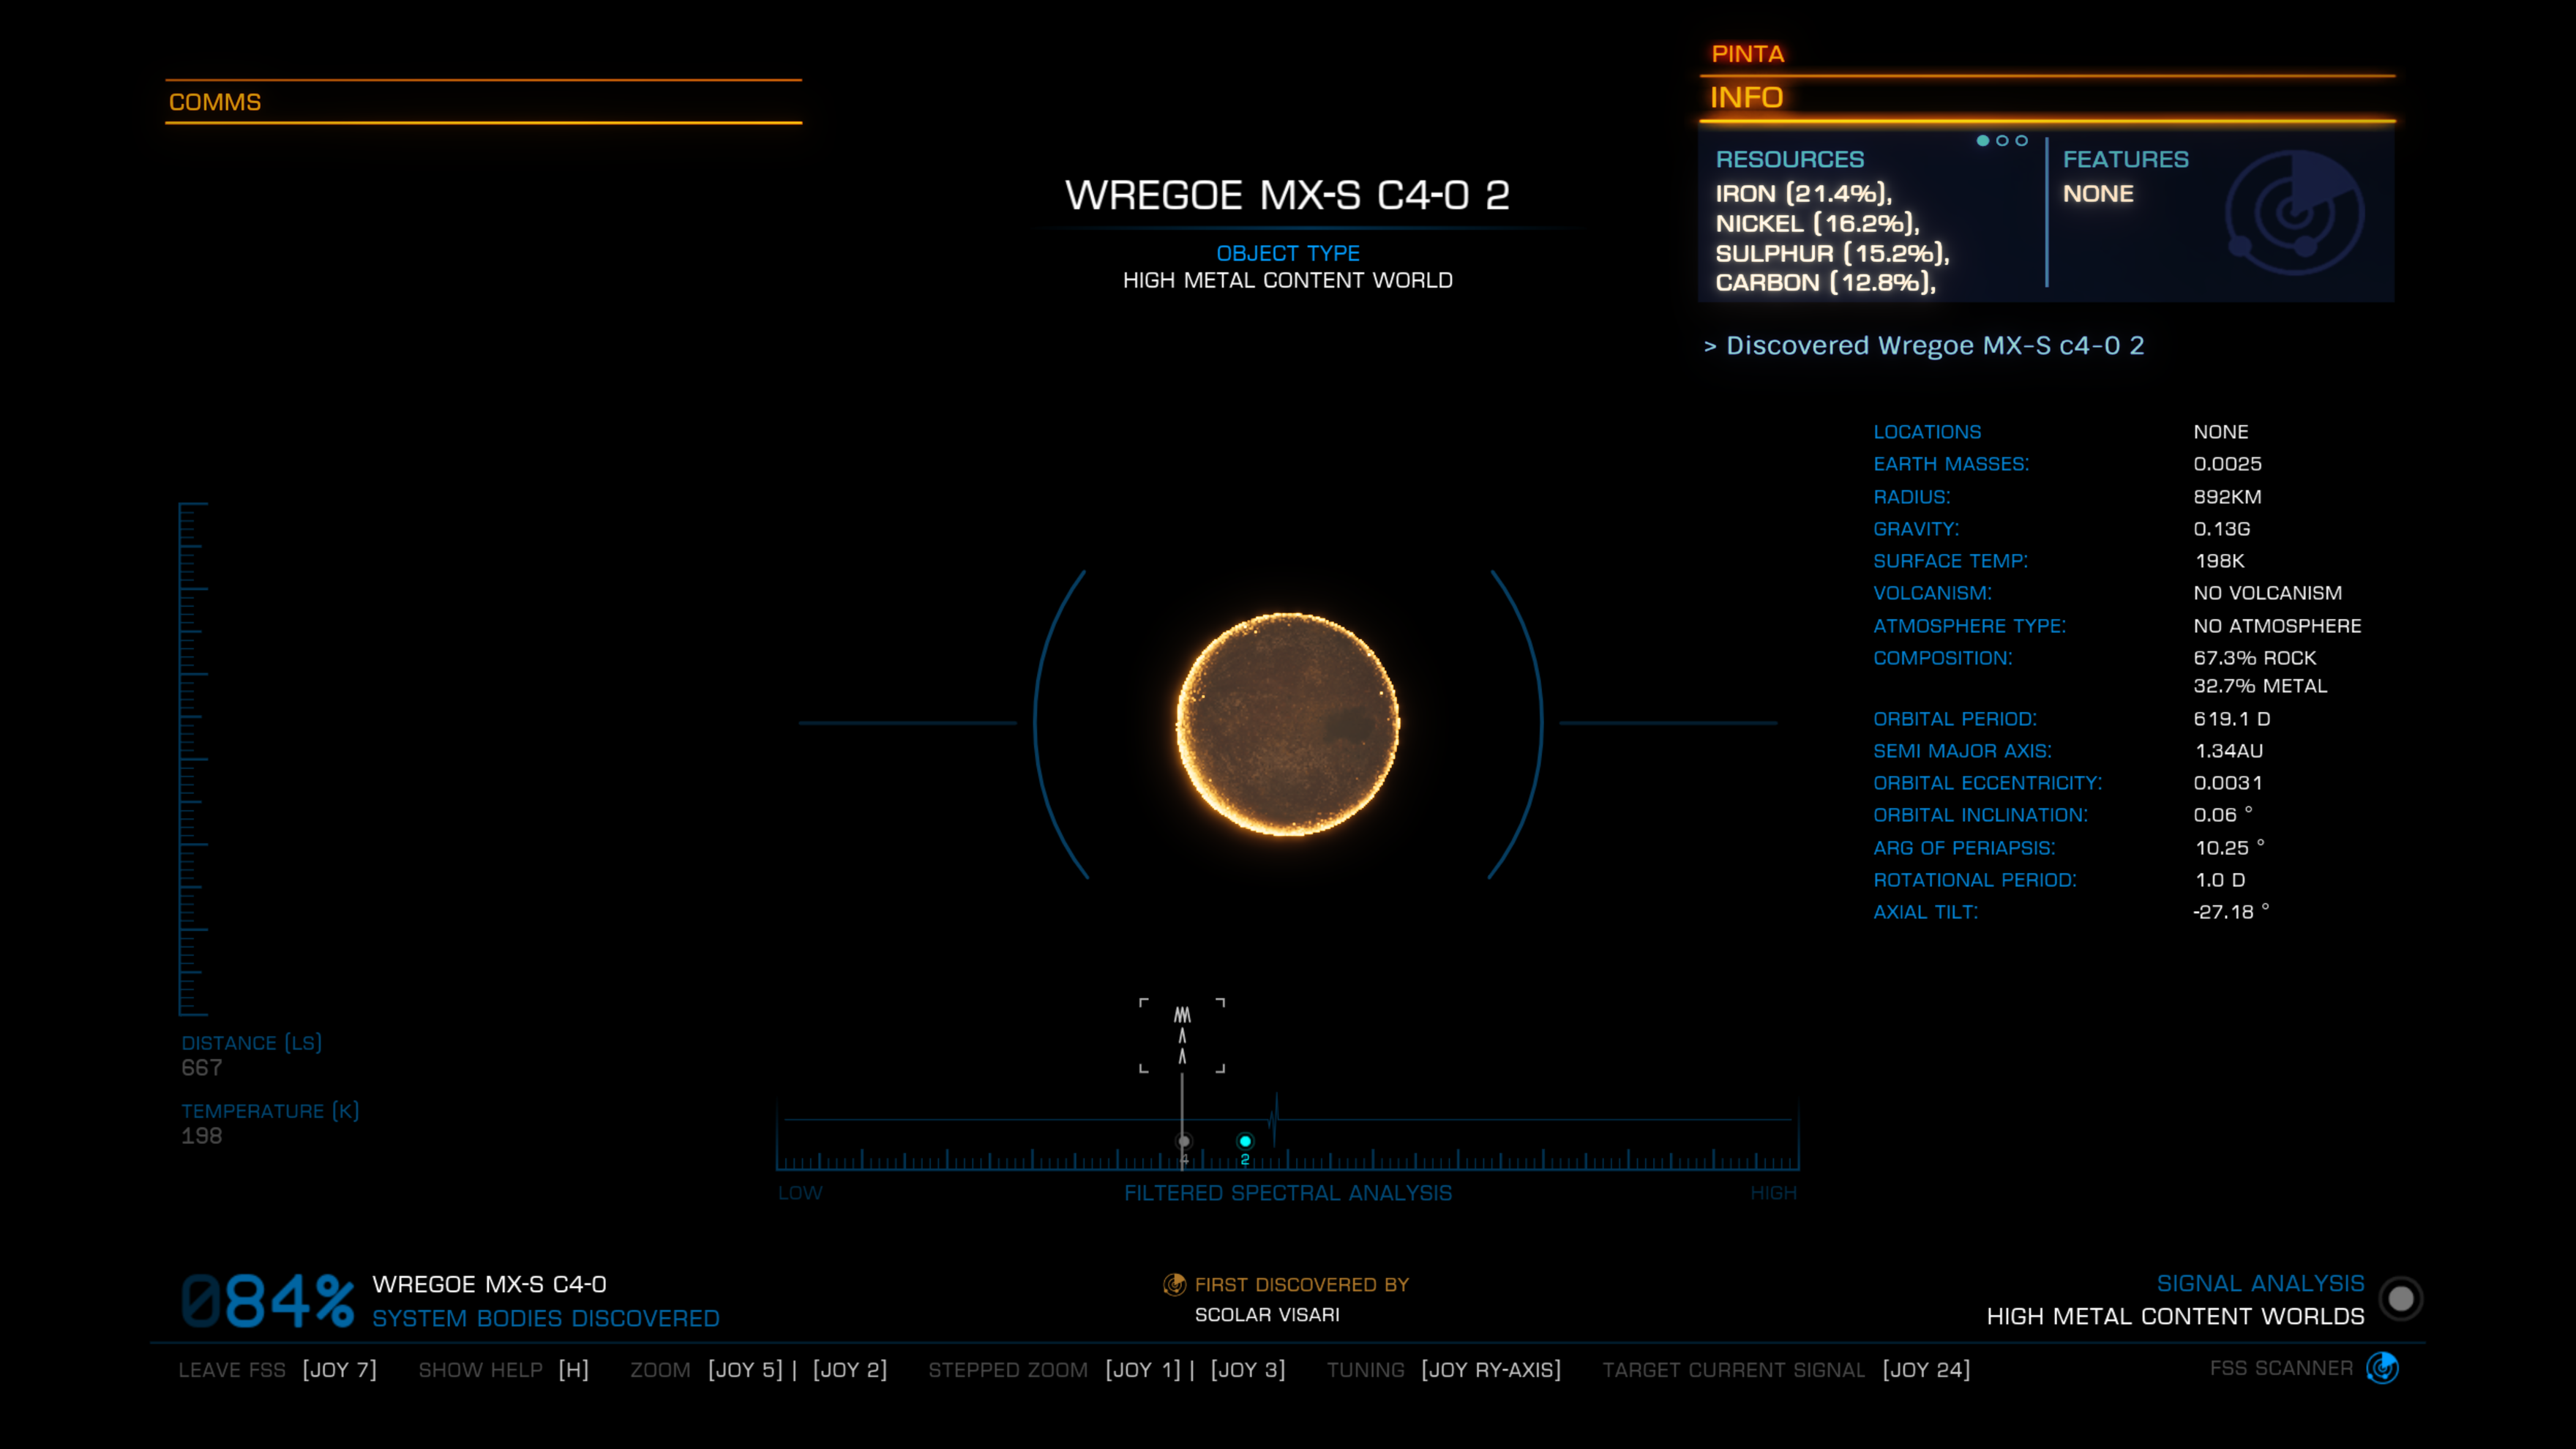 COMMS
PINTA
INFO
WREGOE MX-S C4-0 2
OBJECT TYPE
HIGH METAL CONTENT WORLD
RESOURCES
IRON (21.4%),
NICKEL (16.2%),
SULPHUR (15.2%),
CARBON (12.8%),
FEATURES
NONE
> Discovered Wregoe MX-S c4-0 2
LOCATIONS NONE
EARTH MASSES: 0.0025
RADIUS: 892KM
GRAVITY: 0.13G
SURFACE TEMP: 198K
VOLCANISM: NO VOLCANISM
ATMOSPHERE TYPE: NO ATMOSPHERE
COMPOSITION: 67.3% ROCK
32.7% METAL
ORBITAL PERIOD: 619.1 D
SEMI MAJOR AXIS: 1.34AU
ORBITAL ECCENTRICITY: 0.0031
ORBITAL INCLINATION: 0.06 °
ARG OF PERIAPSIS: 10.25 °
ROTATIONAL PERIOD: 1.0 D
AXIAL TILT: -27.18 °
DISTANCE (LS)
667
TEMPERATURE (K)
198
4 2
LOW FILTERED SPECTRAL ANALYSIS HIGH
084% WREGOE MX-S C4-0
SYSTEM BODIES DISCOVERED
FIRST DISCOVERED BY
SCOLAR VISARI
SIGNAL ANALYSIS
HIGH METAL CONTENT WORLDS
LEAVE FSS [JOY 7] SHOW HELP [H] ZOOM [JOY 5] | [JOY 2] STEPPED ZOOM [JOY 1] | [JOY 3] TUNING [JOY RY-AXIS] TARGET CURRENT SIGNAL [JOY 24] FSS SCANNER